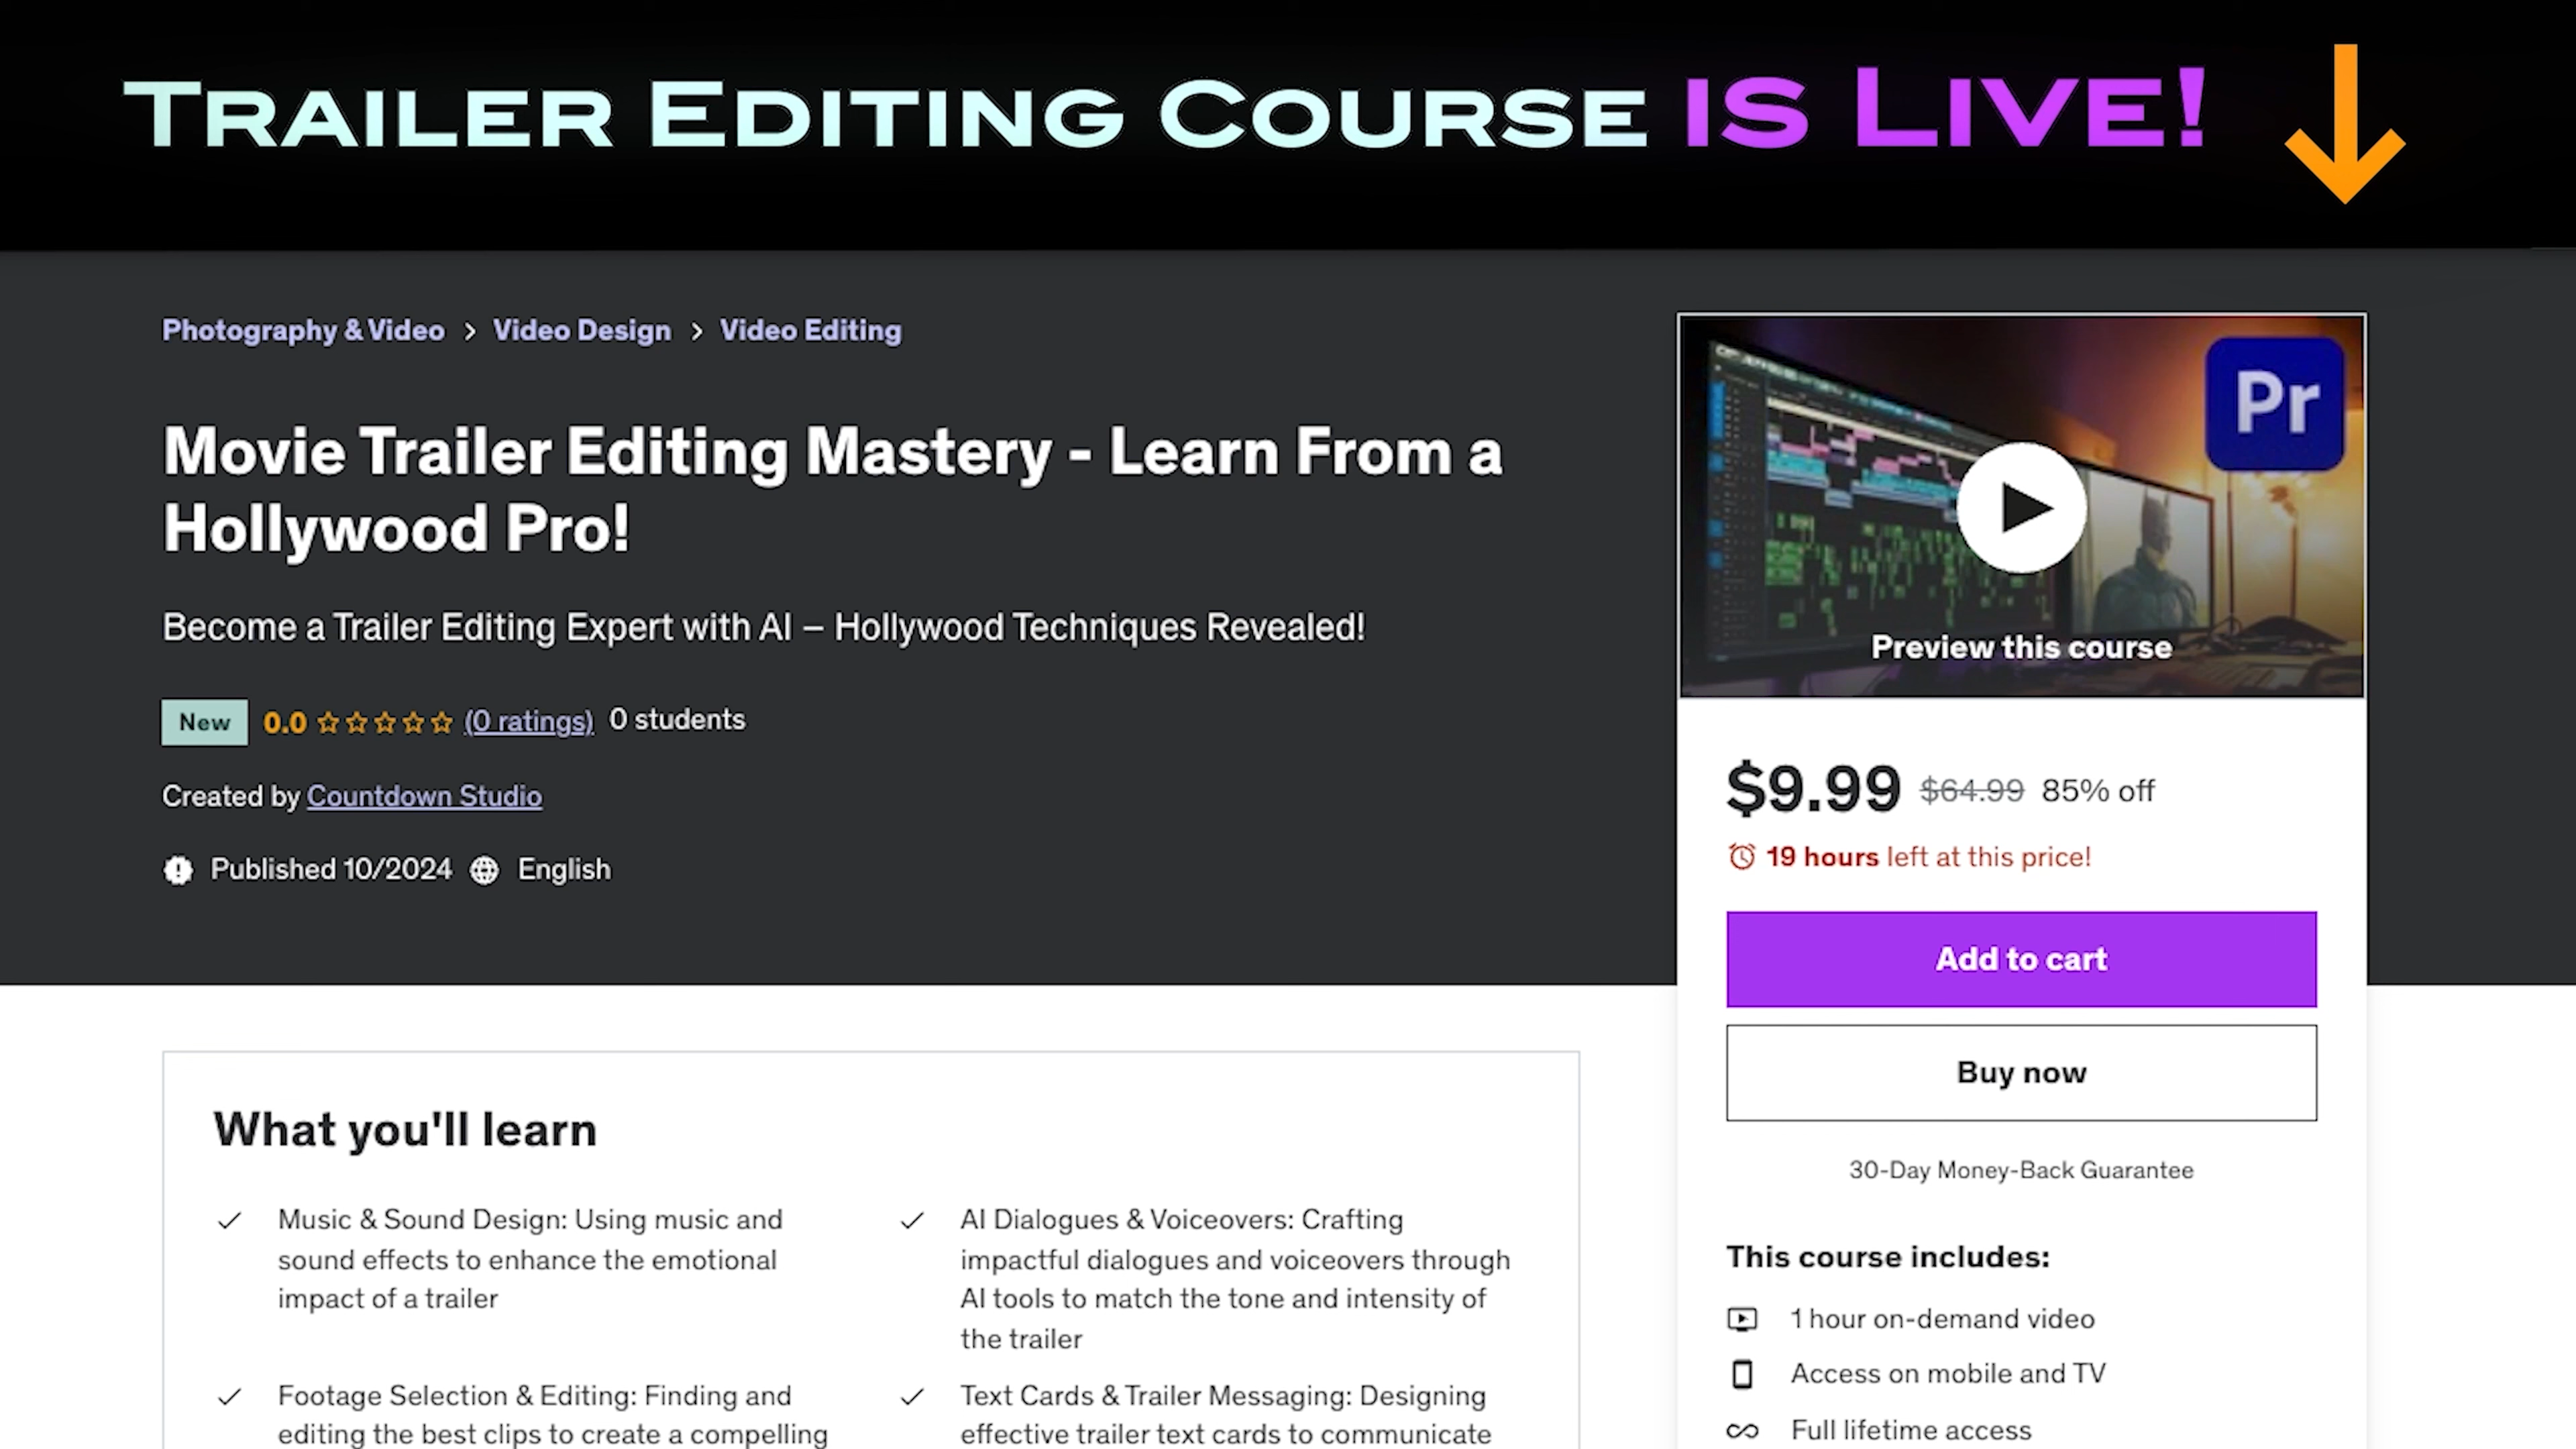 TRAILER EDITING COURSE IS LIVE!
Photography & Video > Video Design > Video Editing
Movie Trailer Editing Mastery - Learn From a
Hollywood Pro!
Become a Trailer Editing Expert with AI – Hollywood Techniques Revealed!
New 0.0 (0 ratings) 0 students
Created by Countdown Studio
Published 10/2024 English
Pr
Preview this course
$9.99 $64.99 85% off
19 hours left at this price!
Add to cart
Buy now
30-Day Money-Back Guarantee
This course includes:
1 hour on-demand video
Access on mobile and TV
Full lifetime access
What you'll learn
Music & Sound Design: Using music and
sound effects to enhance the emotional
impact of a trailer
AI Dialogues & Voiceovers: Crafting
impactful dialogues and voiceovers through
AI tools to match the tone and intensity of
the trailer
Footage Selection & Editing: Finding and
editing the best clips to create a compelling
Text Cards & Trailer Messaging: Designing
effective trailer text cards to communicate